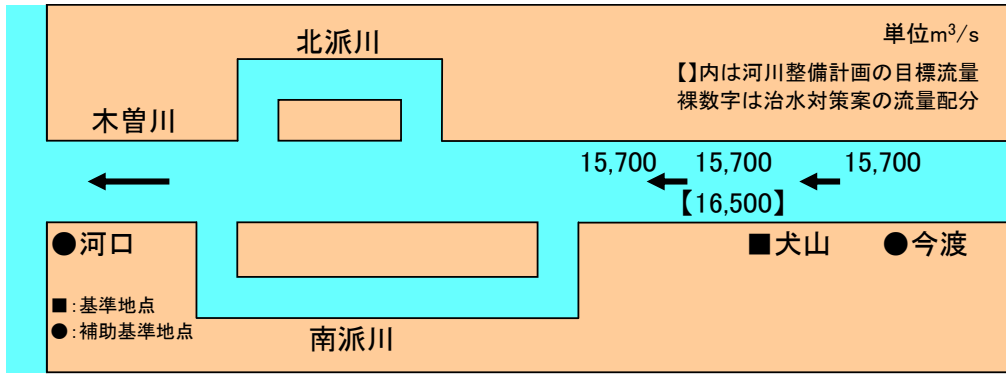 北派川
単位m³/s
【】内は河川整備計画の目標流量
裸数字は治水対策案の流量配分
木曽川
15,700 15,700 15,700
【16,500】
●河口 ■犬山 ●今渡
■:基準地点
●:補助基準地点
南派川